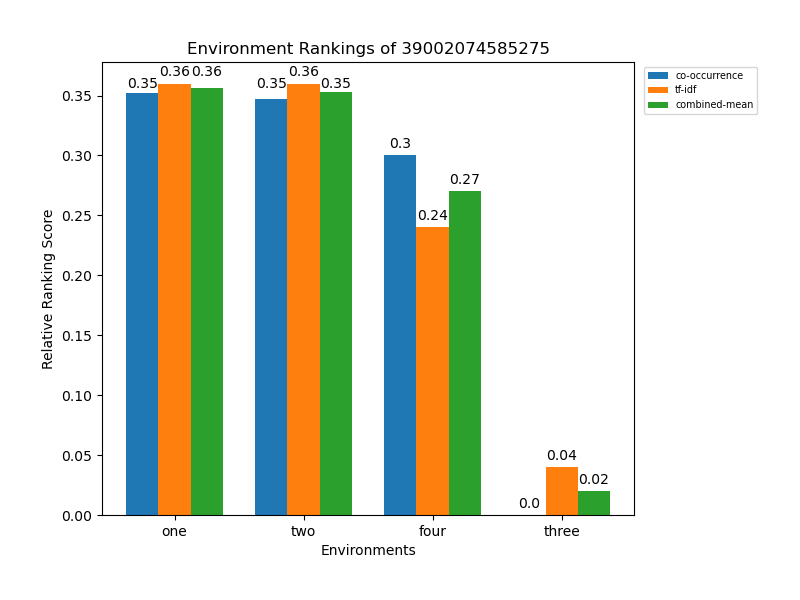 Environment Rankings of 39002074585275
co-occurrence
tf-idf
combined-mean
Relative Ranking Score
0.35
0.30
0.25
0.20
0.15
0.10
0.05
0.00
0.35 0.36 0.36
0.35 0.36 0.35
0.3 0.24 0.27
0.0 0.04 0.02
one two four three
Environments